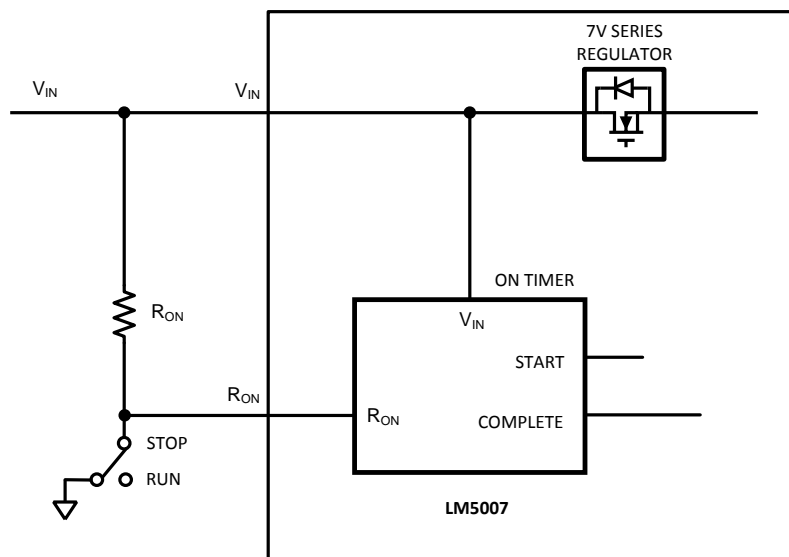 7V SERIES
REGULATOR
VIN
VIN
ON TIMER
VIN
RON
START
RON
RON
COMPLETE
STOP
RUN
LM5007